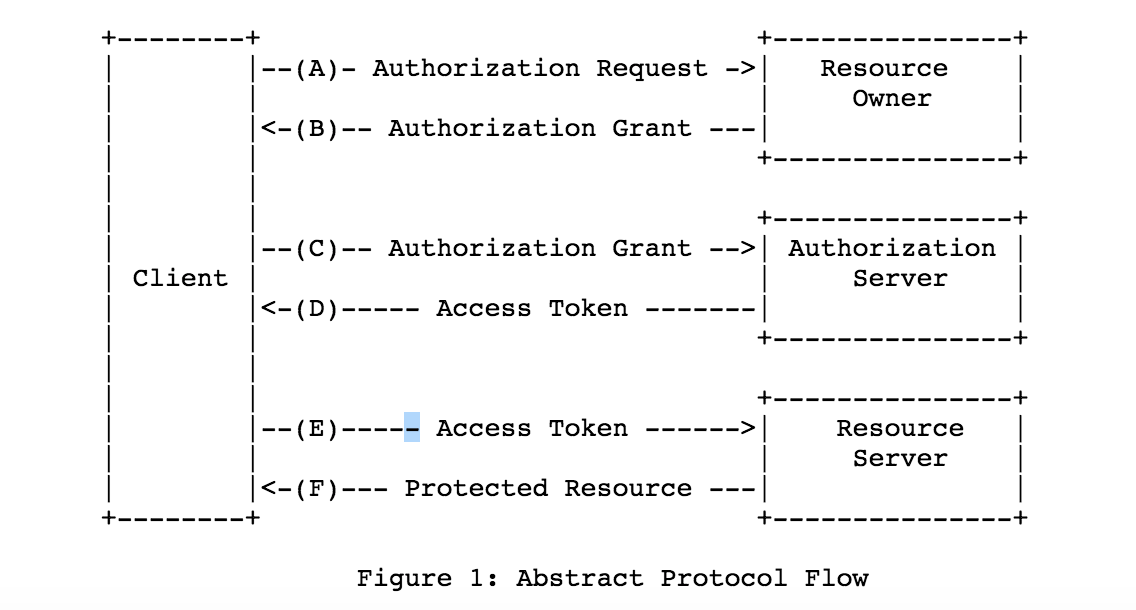 +--------+                               +---------------+
|        |--(A)- Authorization Request ->|   Resource    |
|        |                               |     Owner     |
|        |<-(B)-- Authorization Grant ---|               |
|        |                               +---------------+
|        |
|        |                               +---------------+
|        |--(C)-- Authorization Grant -->| Authorization |
| Client |                               |     Server    |
|        |<-(D)----- Access Token -------|               |
|        |                               +---------------+
|        |
|        |                               +---------------+
|        |--(E)----- Access Token ------>|    Resource   |
|        |                               |     Server    |
|        |<-(F)--- Protected Resource ---|               |
+--------+                               +---------------+
Figure 1: Abstract Protocol Flow